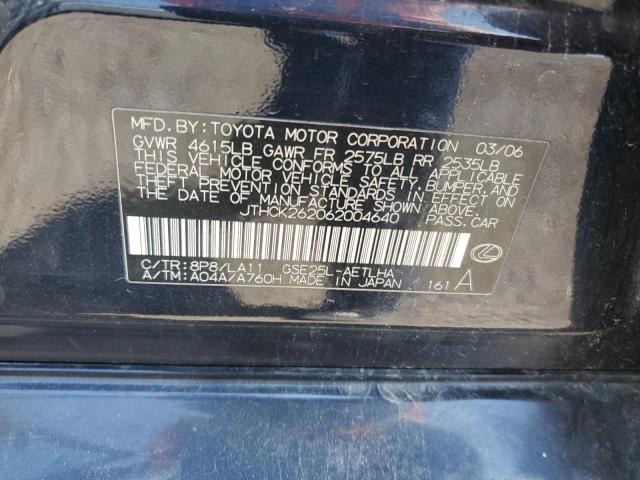 MFD. BY: TOYOTA MOTOR CORPORATION 03/06
GVWR 4615LB GAWR FR 2575LB RR 2535LB
THIS VEHICLE CONFORMS TO ALL APPLICABLE
FEDERAL MOTOR VEHICLE SAFETY, BUMPER, AND
THEFT PREVENTION STANDARDS IN EFFECT ON
THE DATE OF MANUFACTURE SHOWN ABOVE.
JTHCK262062004640 PASS. CAR
C/TR: 8P8/LA11 GSE25L-AETLHA
A/TM: A04A/A760H MADE IN JAPAN 161 A